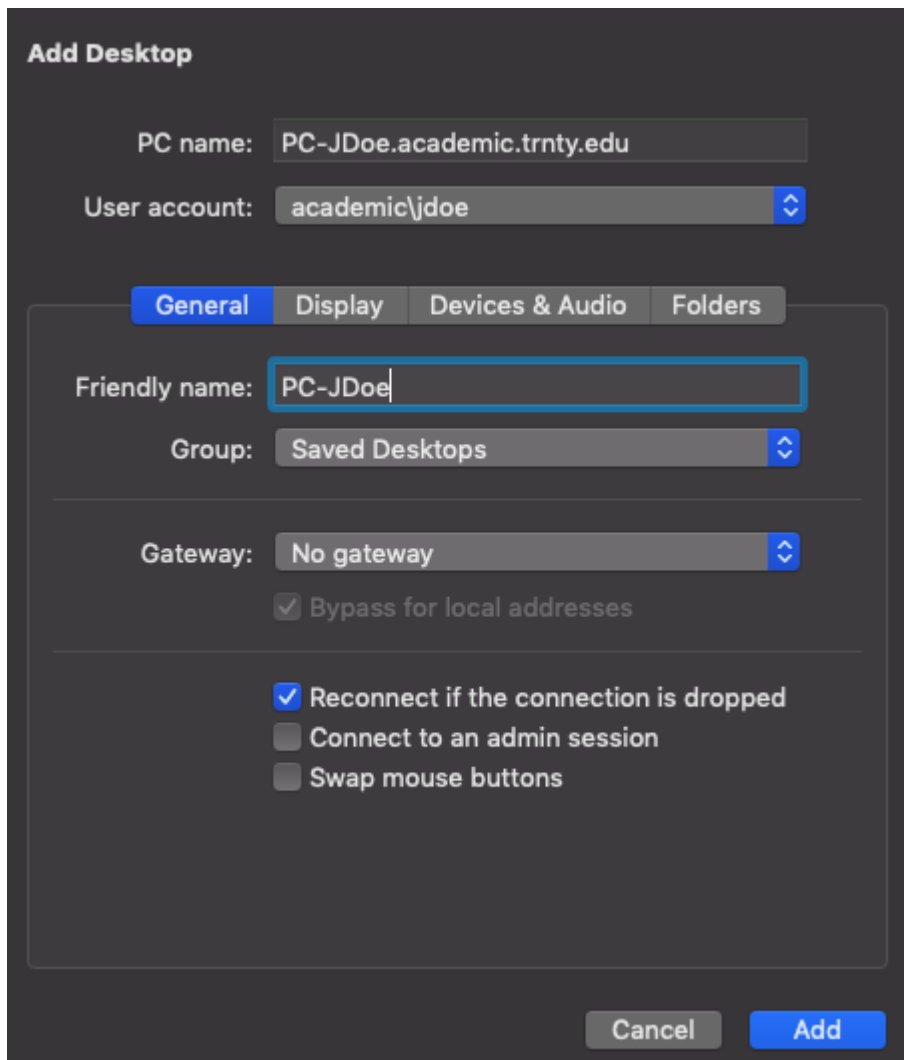 Add Desktop
PC name: PC-JDoe.academic.trnty.edu
User account: academic\jdoe
General Display Devices & Audio Folders
Friendly name: PC-JDoe
Group: Saved Desktops
Gateway: No gateway
Bypass for local addresses
Reconnect if the connection is dropped
Connect to an admin session
Swap mouse buttons
Cancel Add